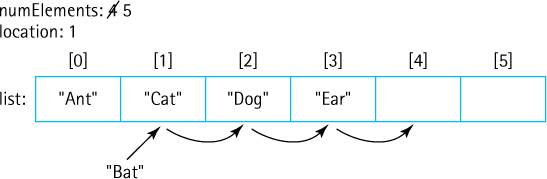 numElements: 4 5
location: 1
[0] [1] [2] [3] [4] [5]
list: "Ant" "Cat" "Dog" "Ear"
"Bat"